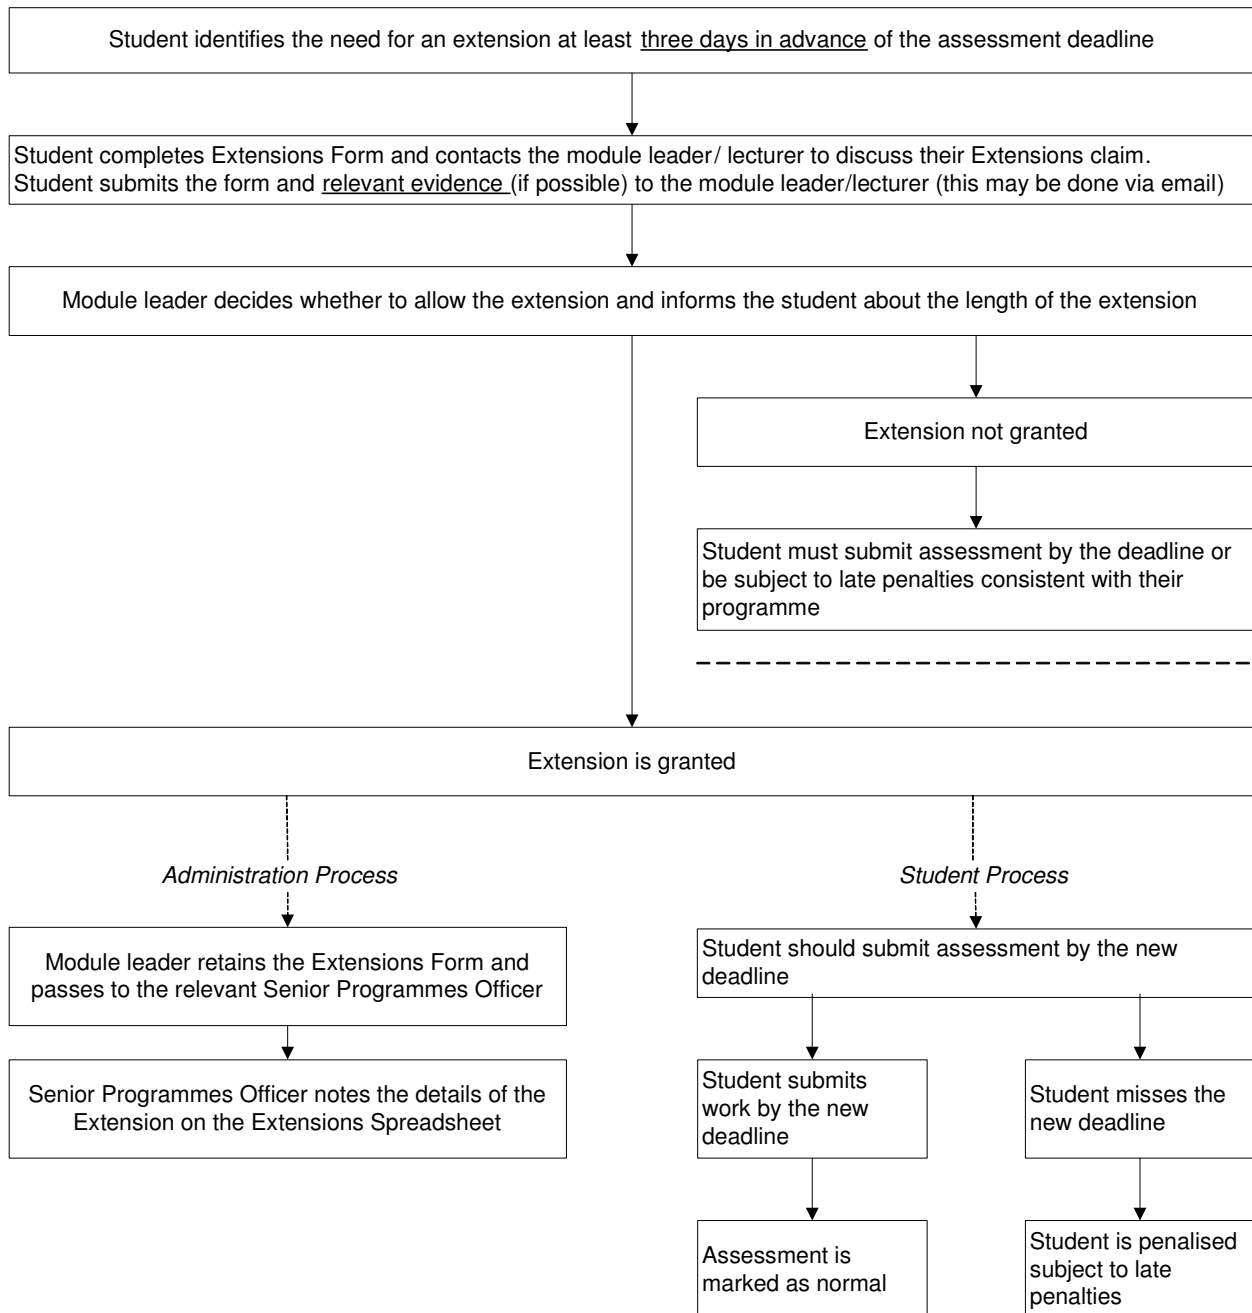 Student identifies the need for an extension at least three days in advance of the assessment deadline
Student completes Extensions Form and contacts the module leader/ lecturer to discuss their Extensions claim.
Student submits the form and relevant evidence (if possible) to the module leader/lecturer (this may be done via email)
Module leader decides whether to allow the extension and informs the student about the length of the extension
Extension not granted
Student must submit assessment by the deadline or
be subject to late penalties consistent with their
programme
Extension is granted
Administration Process
Student Process
Module leader retains the Extensions Form and
passes to the relevant Senior Programmes Officer
Senior Programmes Officer notes the details of the
Extension on the Extensions Spreadsheet
Student should submit assessment by the new
deadline
Student submits
work by the new
deadline
Student misses the
new deadline
Assessment is
marked as normal
Student is penalised
subject to late
penalties